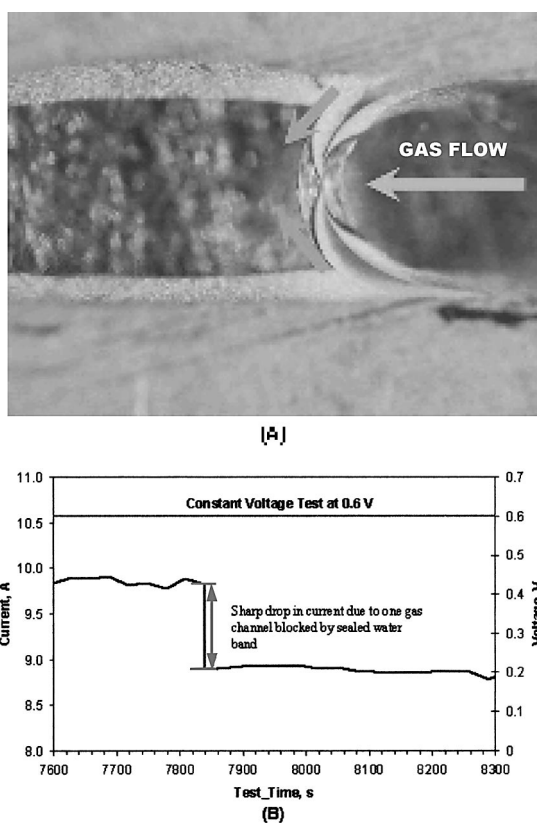 GAS FLOW
(A)
11.0
10.5
10.0
9.5
9.0
8.5
8.0
Current, A
Constant Voltage Test at 0.6 V
Sharp drop in current due to one gas
channel blocked by sealed water
band
0.7
0.6
0.5
0.4
0.3
0.2
0.1
0
Voltage, V
7600 7700 7800 7900 8000 8100 8200 8300
Test_Time, s
(B)